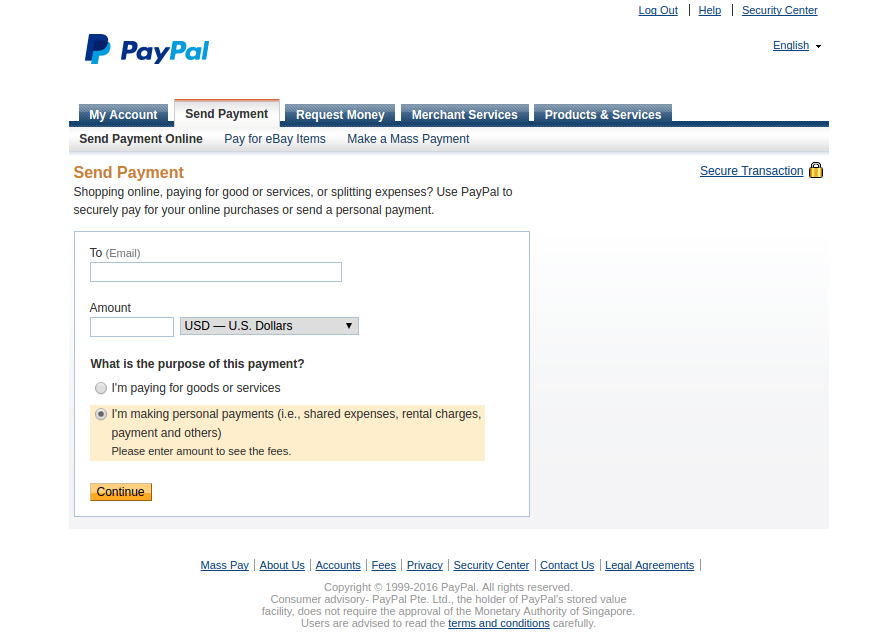 Log Out | Help | Security Center
PayPal
English
My Account Send Payment Request Money Merchant Services Products & Services
Send Payment Online Pay for eBay Items Make a Mass Payment
Send Payment
Secure Transaction
Shopping online, paying for good or services, or splitting expenses? Use PayPal to
securely pay for your online purchases or send a personal payment.
To (Email)
Amount
USD — U.S. Dollars
What is the purpose of this payment?
I'm paying for goods or services
I'm making personal payments (i.e., shared expenses, rental charges,
payment and others)
Please enter amount to see the fees.
Continue
Mass Pay | About Us | Accounts | Fees | Privacy | Security Center | Contact Us | Legal Agreements |
Copyright © 1999-2016 PayPal. All rights reserved.
Consumer advisory- PayPal Pte. Ltd., the holder of PayPal's stored value
facility, does not require the approval of the Monetary Authority of Singapore.
Users are advised to read the terms and conditions carefully.